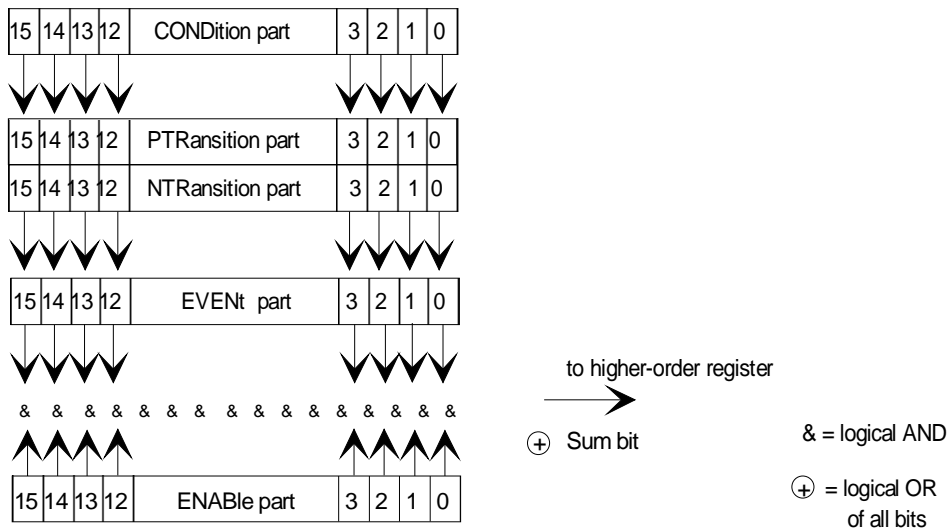 15 14 13 12 CONDition part 3 2 1 0
15 14 13 12 PTRansition part 3 2 1 0
15 14 13 12 NTRansition part 3 2 1 0
15 14 13 12 EVENt part 3 2 1 0
to higher-order register
& & & & & & & & & & & & & & & &
+ Sum bit
& = logical AND
15 14 13 12 ENABle part 3 2 1 0
+ = logical OR
of all bits